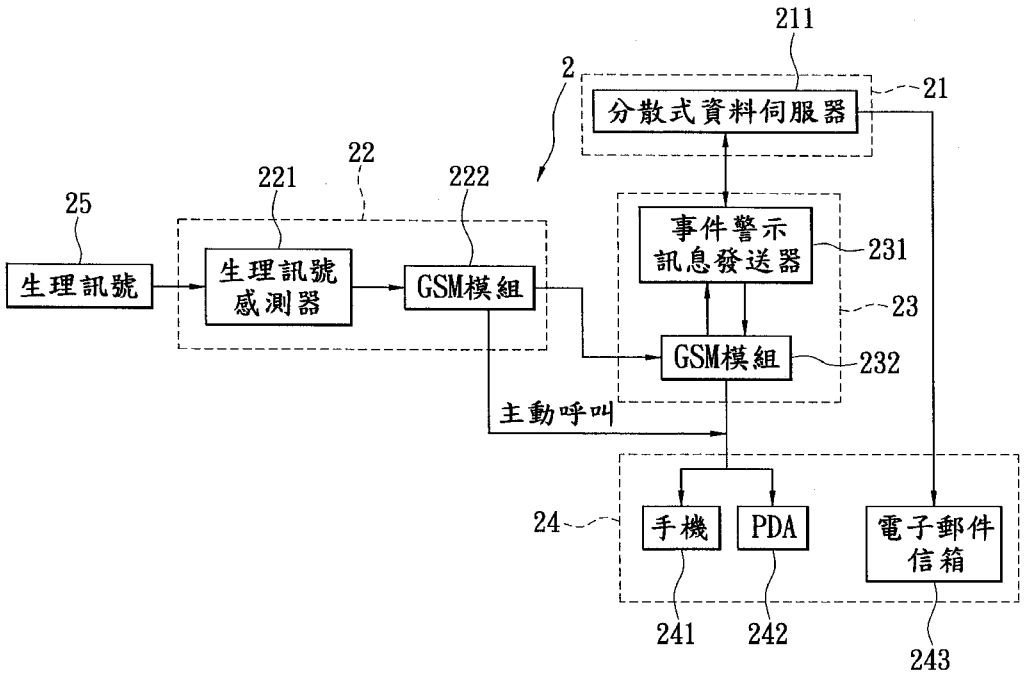 211
2
21
分散式資料伺服器
22
221
222
25
事件警示
訊息發送器
231
生理訊號
生理訊號
感測器
GSM模組
23
GSM模組
232
主動呼叫
24
手機
PDA
電子郵件
信箱
241
242
243